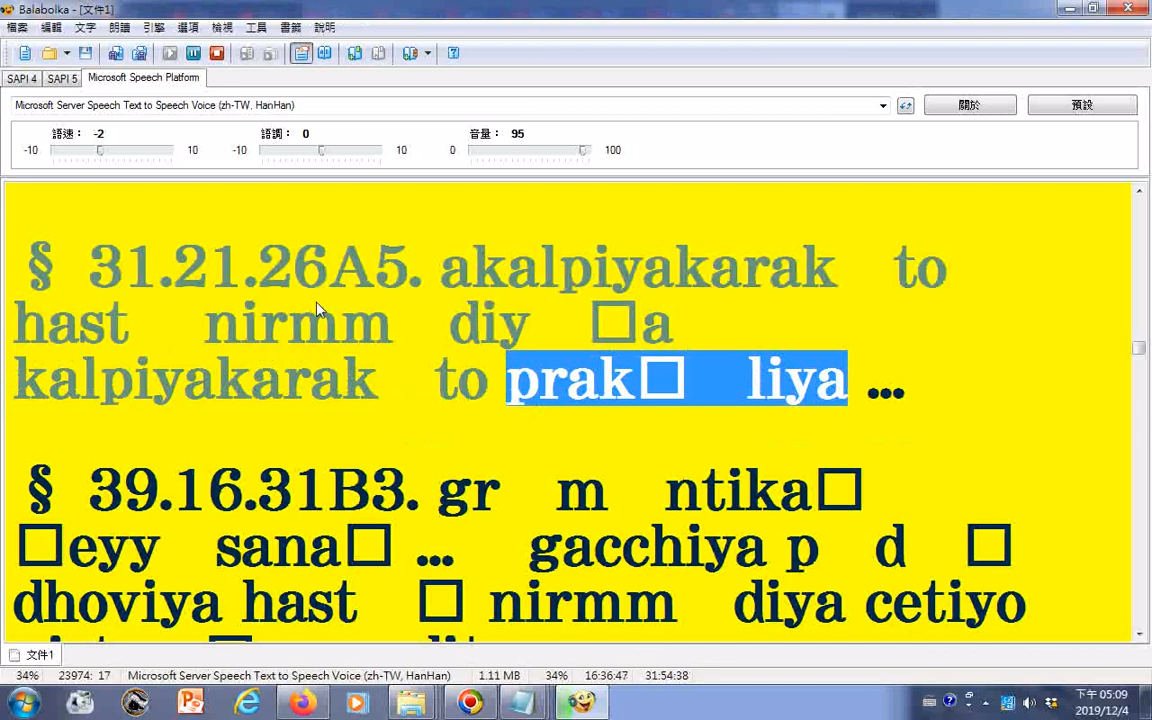 Balabolka - [文件1]
檔案 編輯 文字 朗讀 引擎 選項 檢視 工具 書籤 說明
SAPI 4 SAPI 5 Microsoft Speech Platform
Microsoft Server Speech Text to Speech Voice (zh-TW, HanHan) 關於 預設
語速： -2 語調： 0 音量： 95
-10 10 -10 10 0 100
§ 31.21.26A5. akalpiyakarak to
hast nirmm diy □a
kalpiyakarak to prak□ liya ...
§ 39.16.31B3. gr m ntika□
□eyy sana□ ... gacchiya p d □
dhoviya hast □ nirmm diya cetiyo
文件1
34% 23974: 17 Microsoft Server Speech Text to Speech Voice (zh-TW, HanHan) 1.11 MB 34% 16:36:47 31:54:38
下午 05:09
2019/12/4